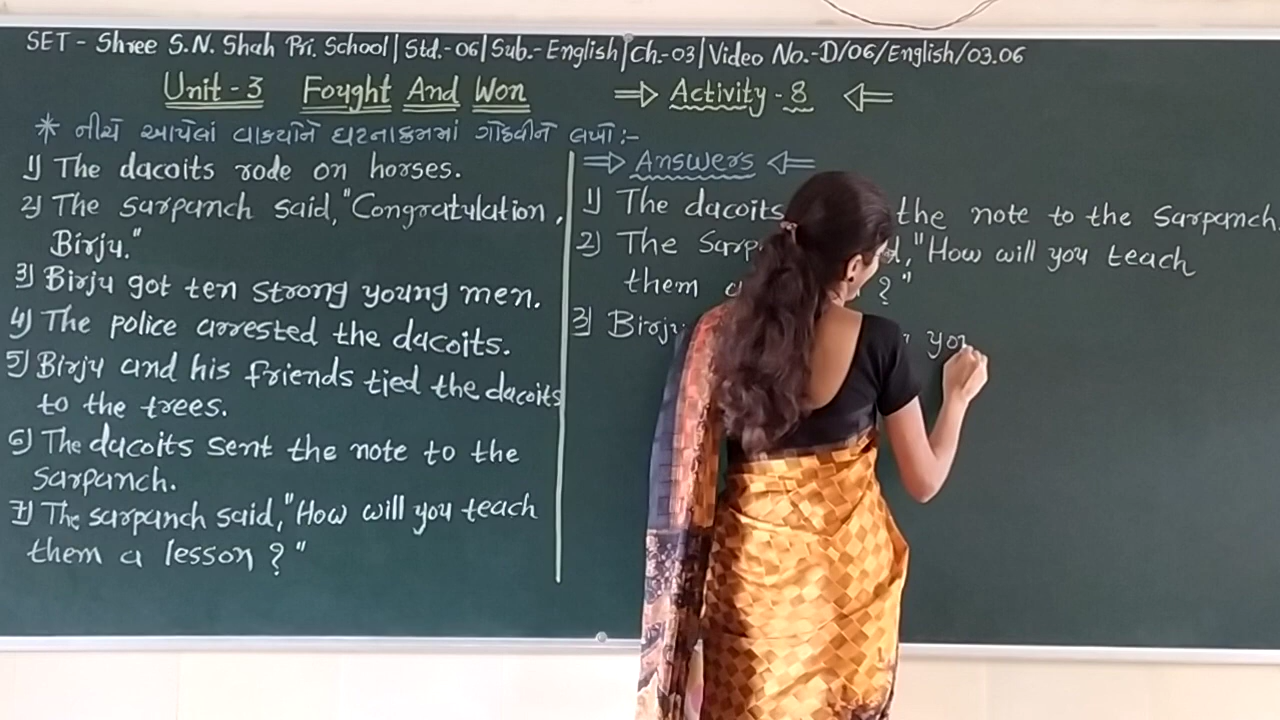 SET - Shree S.N. Shah Pri. School | Std.-06 | Sub.- English | Ch.-03 | Video No.-D/06/English/03.06
Unit - 3 Fought And Won ⇒ Activity - 8 ⇐
* નીચે આપેલાં વાક્યોને ઘટનાક્રમમાં ગોઠવીને લખો :-
1) The dacoits rode on horses.
2) The sarpanch said, "Congratulation,
Birju."
3) Birju got ten strong young men.
4) The police arrested the dacoits.
5) Birju and his friends tied the dacoits
to the trees.
6) The dacoits sent the note to the
sarpanch.
7) The sarpanch said, "How will you teach
them a lesson ? "
⇒ Answers ⇐
1) The dacoits the note to the Sarpanch.
2) The "How will you teach
them ? "
3) Birju